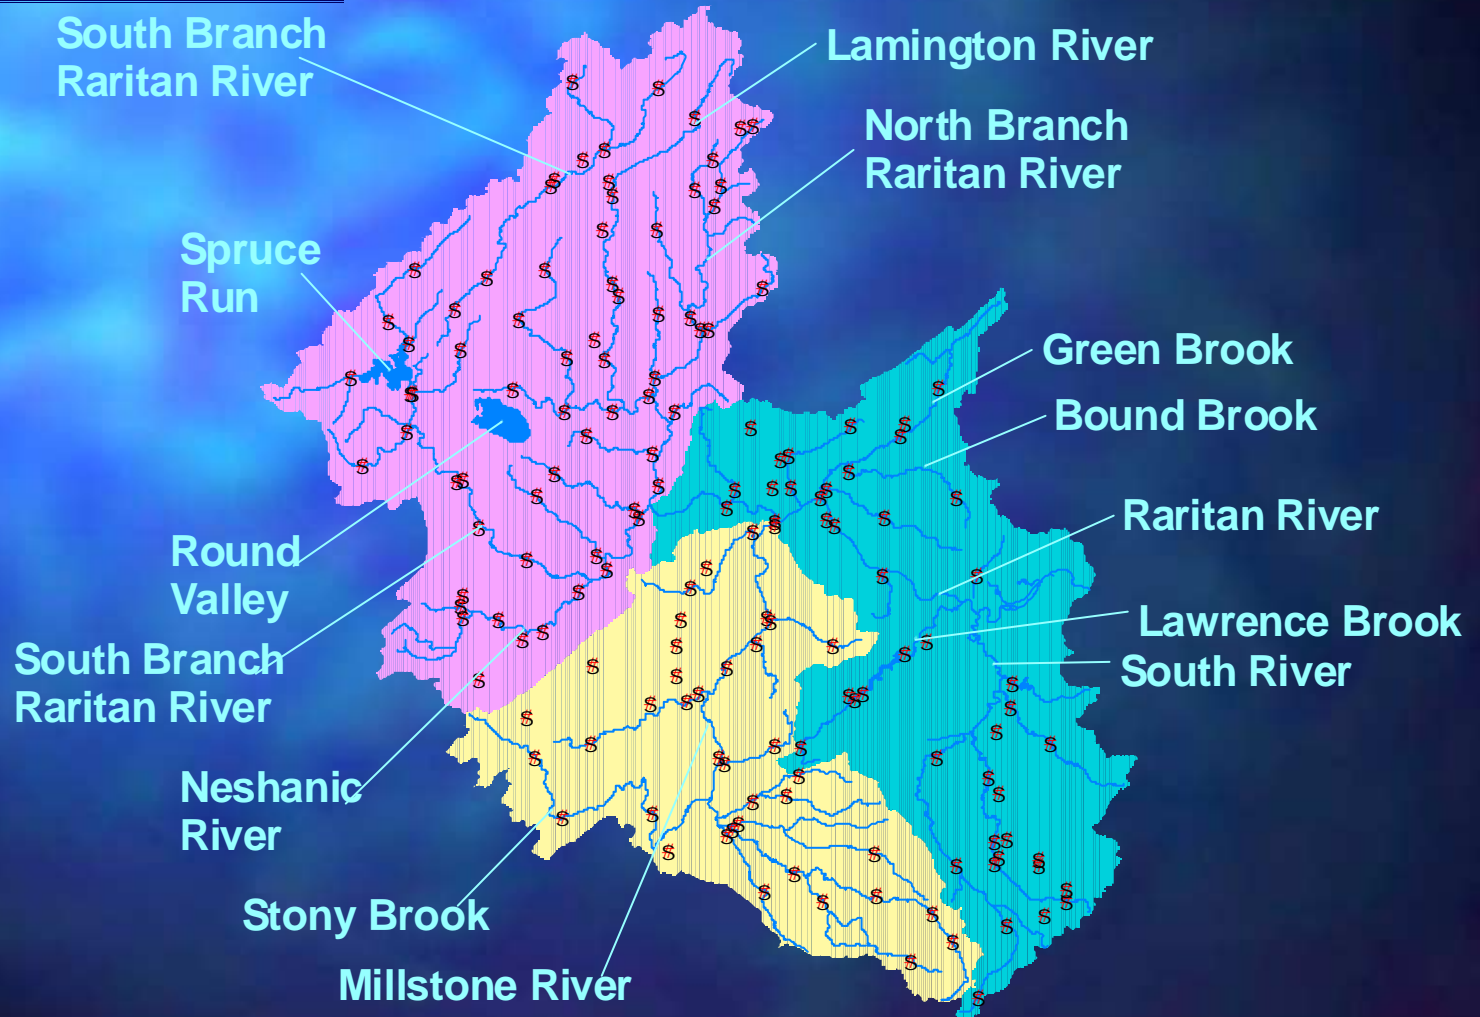 South Branch
Raritan River
Lamington River
North Branch
Raritan River
Spruce
Run
Green Brook
Bound Brook
Raritan River
Round
Valley
Lawrence Brook
South River
South Branch
Raritan River
Neshanic
River
Stony Brook
Millstone River